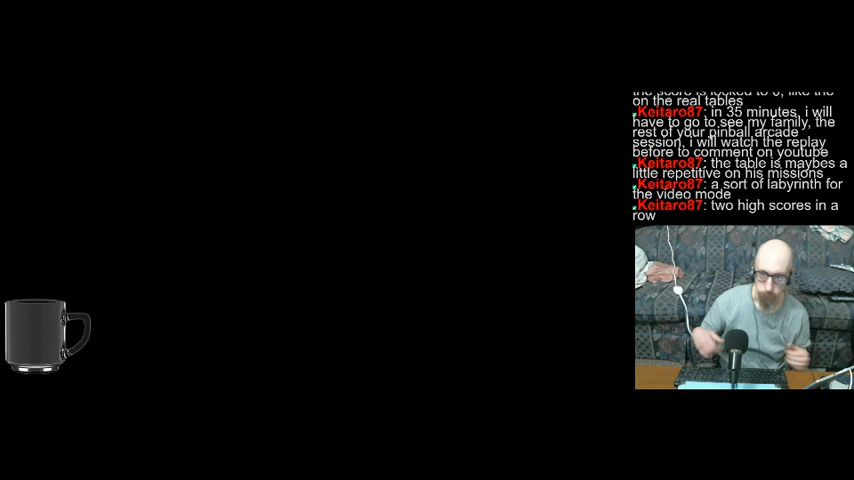 the score is locked to 0, like the
on the real tables
Keitaro87: in 35 minutes, i will
have to go to see my family, the
rest of your pinball arcade
session, i will watch the replay
before to comment on youtube
Keitaro87: the table is maybes a
little repetitive on his missions
Keitaro87: a sort of labyrinth for
the video mode
Keitaro87: two high scores in a
row